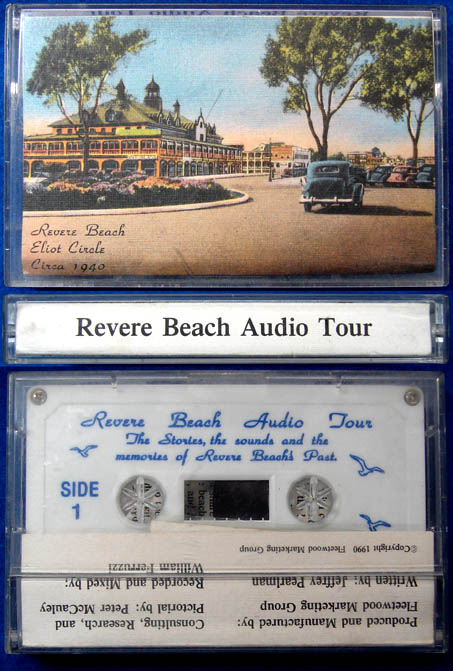 Revere Beach
Eliot Circle
Circa 1940
Revere Beach Audio Tour
Revere Beach Audio Tour
The Stories, the sounds and the
memories of Revere Beach's Past.
SIDE
1
beach
Produced and Manufactured by:
Fleetwood Marketing Group
Written by: Jeffrey Pearlman
Consulting, Research, and
Pictorial by: Peter McCauley
Recorded and Mixed by:
William Ferruzzi
©Copyright 1990 Fleetwood Marketing Group